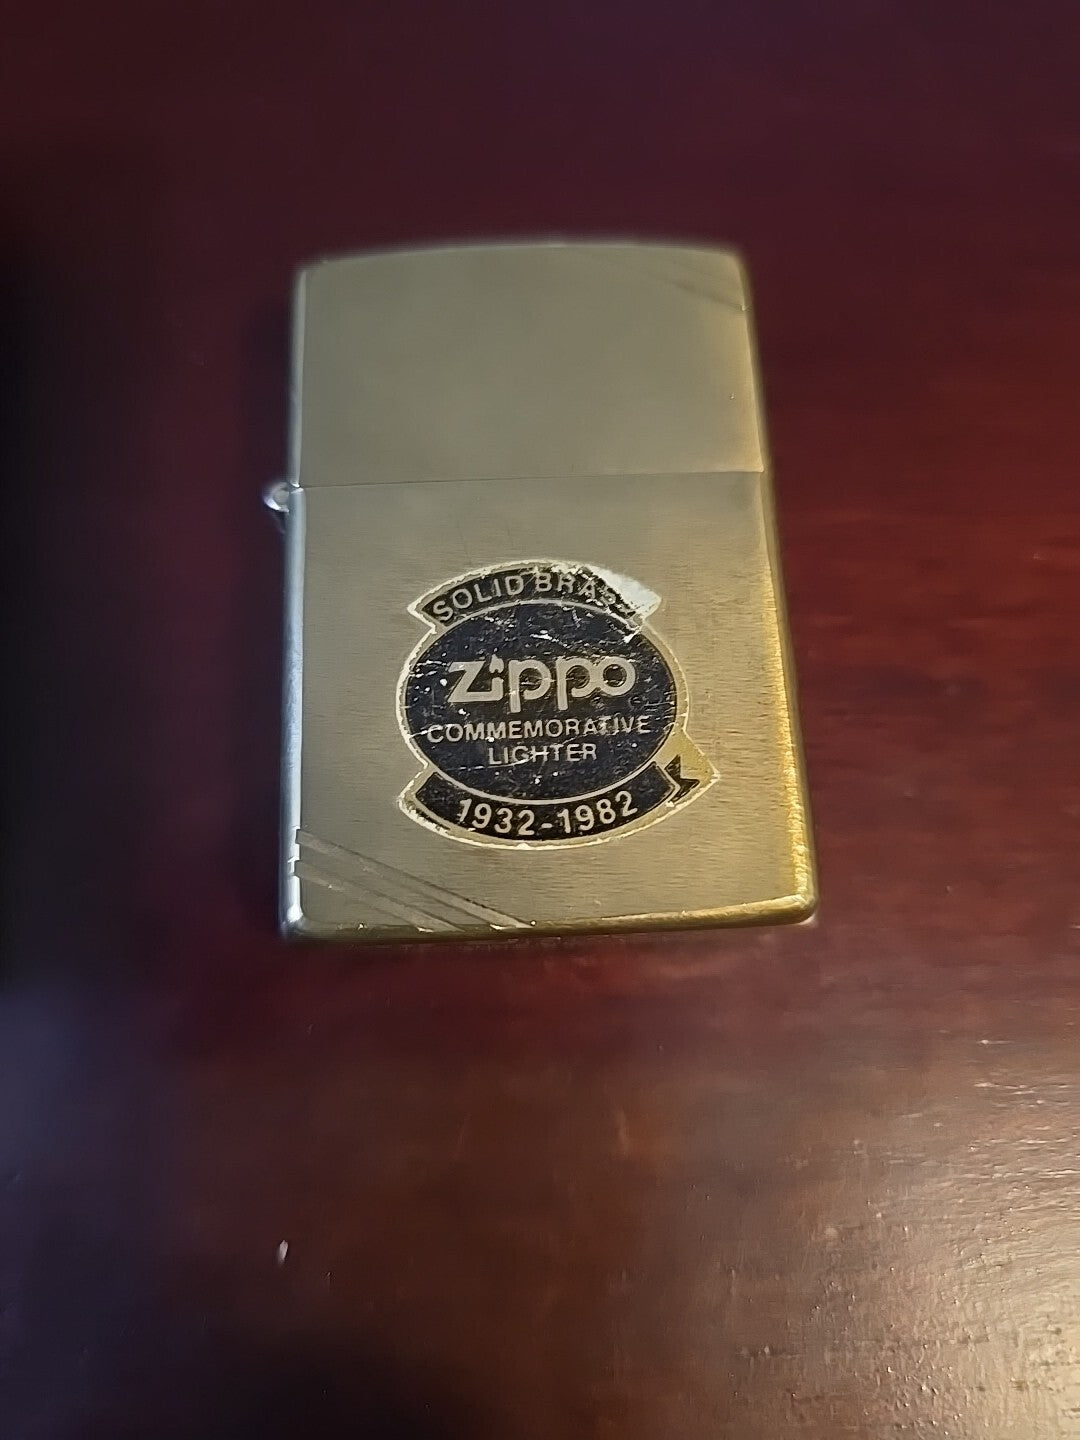 SOLID BRASS
Zippo
COMMEMORATIVE
LIGHTER
1932-1982